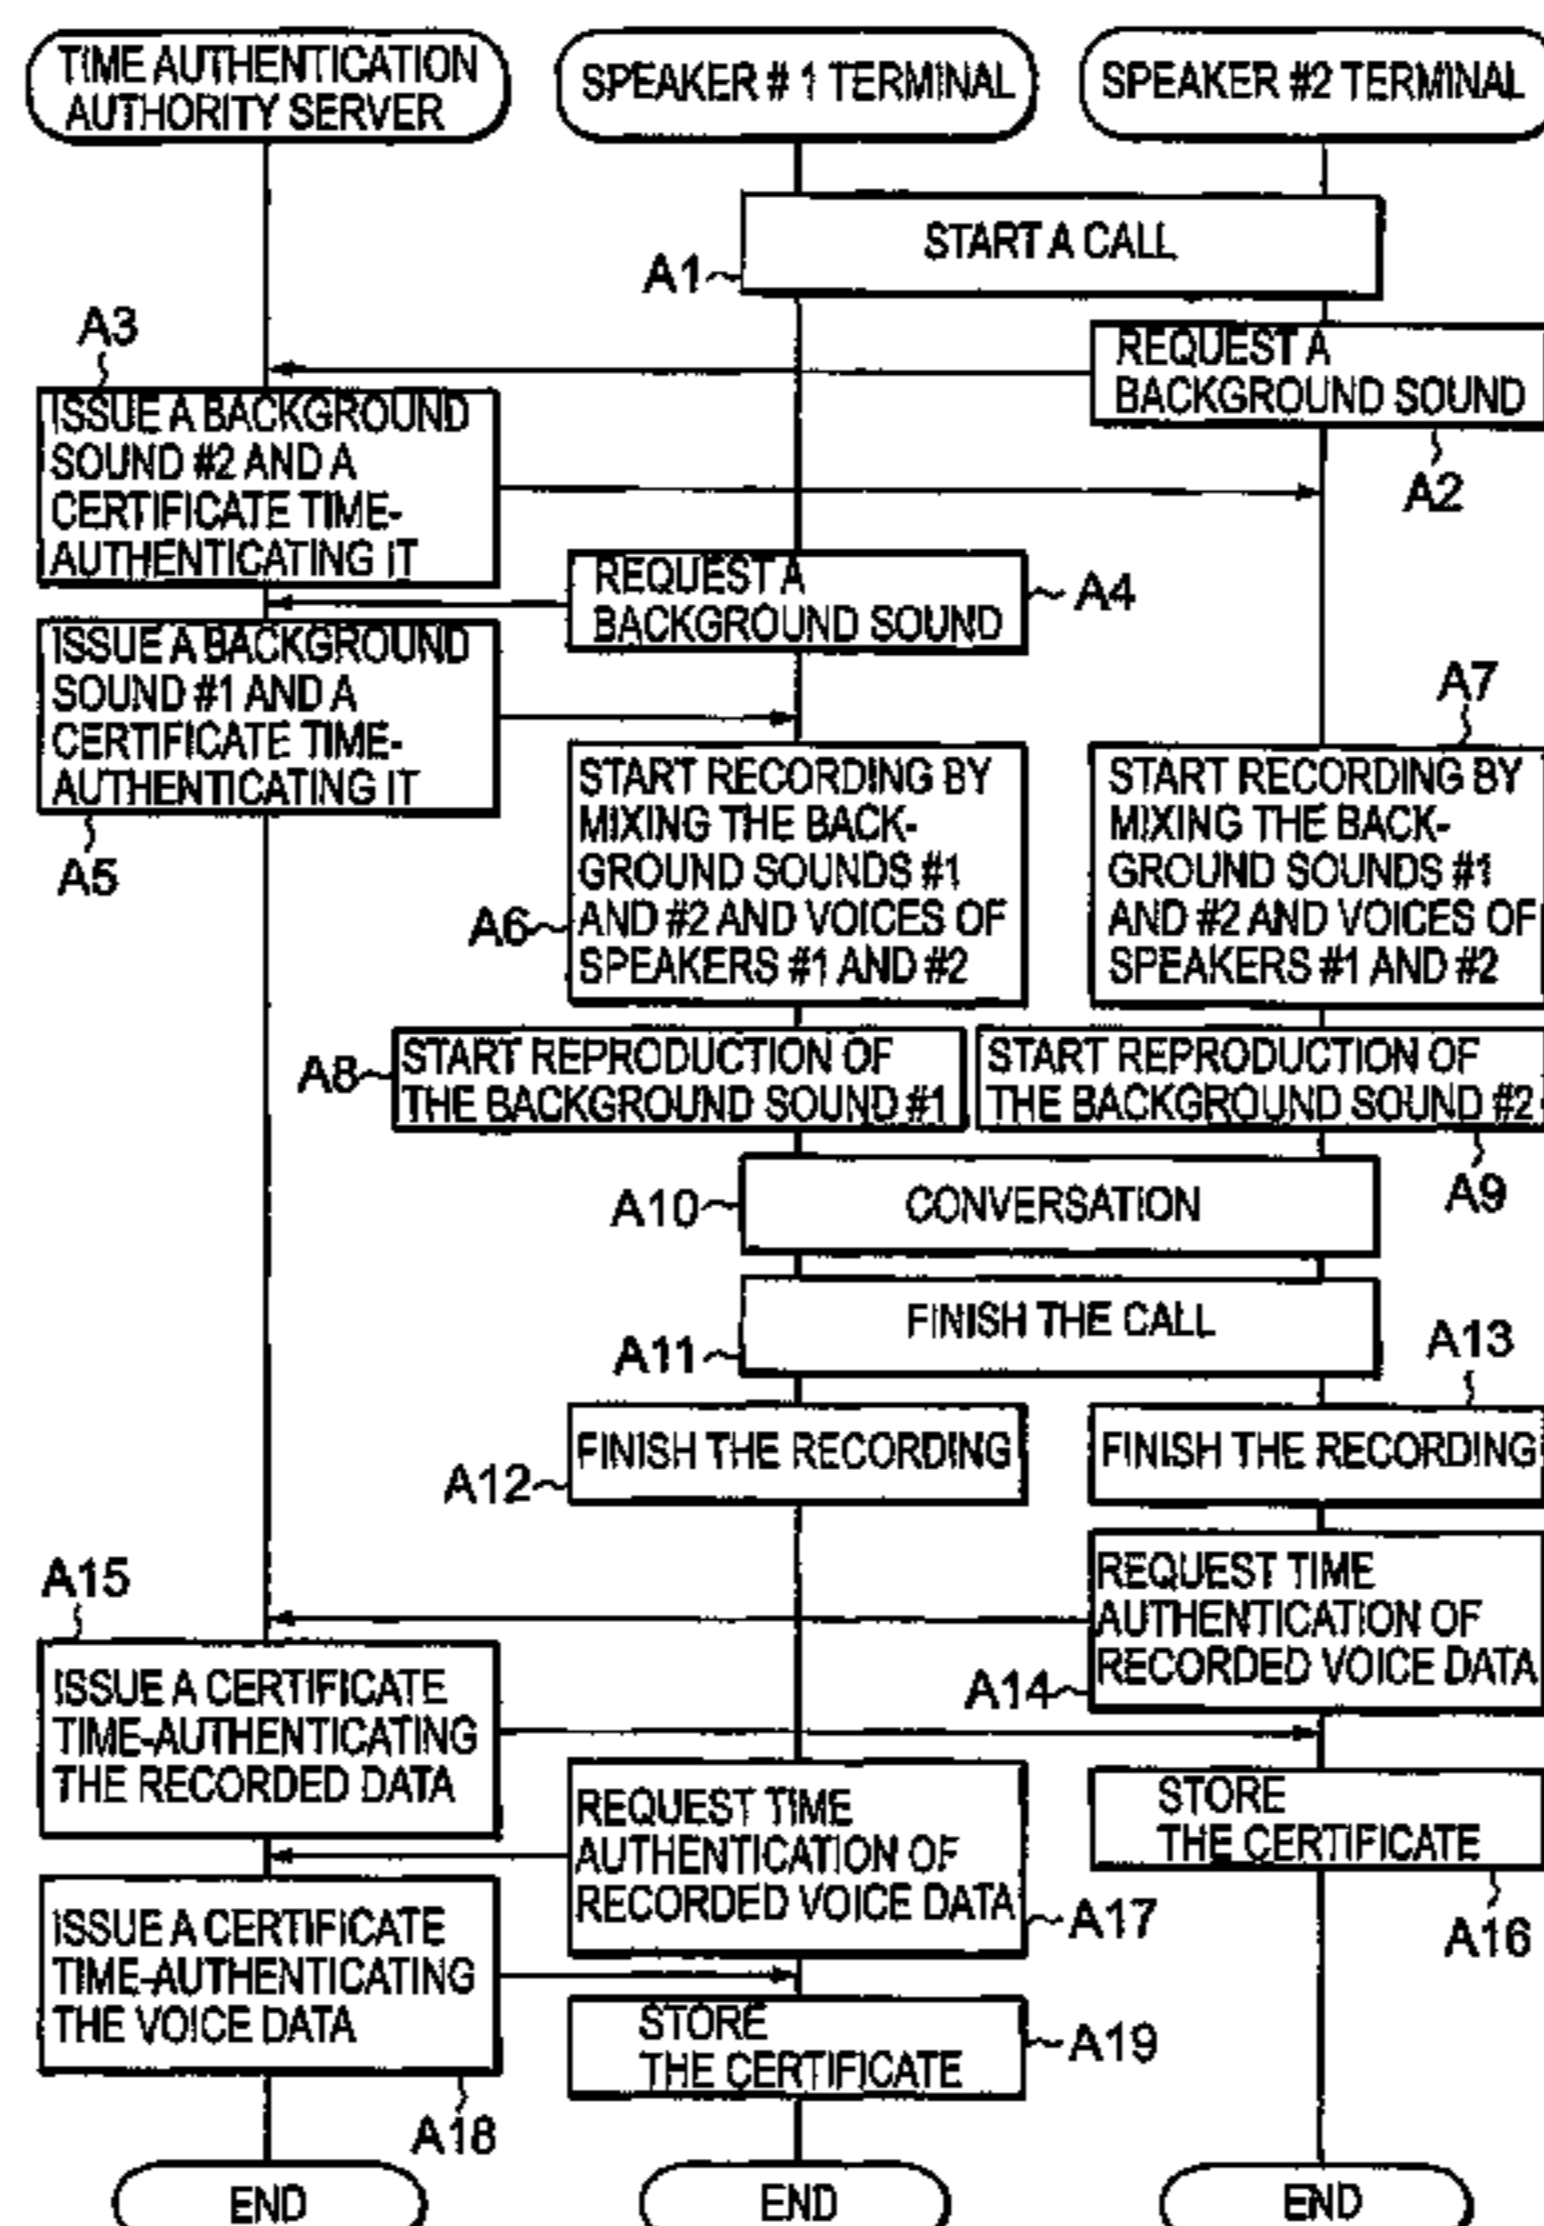 TIME AUTHENTICATION
AUTHORITY SERVER
SPEAKER # 1 TERMINAL
SPEAKER #2 TERMINAL
START A CALL
A1
A3
REQUEST A
BACKGROUND SOUND
A2
ISSUE A BACKGROUND
SOUND #2 AND A
CERTIFICATE TIME-
AUTHENTICATING IT
REQUEST A
BACKGROUND SOUND
A4
ISSUE A BACKGROUND
SOUND #1 AND A
CERTIFICATE TIME-
AUTHENTICATING IT
A5
A7
START RECORDING BY
MIXING THE BACK-
GROUND SOUNDS #1
AND #2 AND VOICES OF
SPEAKERS #1 AND #2
A6
START RECORDING BY
MIXING THE BACK-
GROUND SOUNDS #1
AND #2 AND VOICES OF
SPEAKERS #1 AND #2
A8
START REPRODUCTION OF
THE BACKGROUND SOUND #1
START REPRODUCTION OF
THE BACKGROUND SOUND #2
A9
A10
CONVERSATION
FINISH THE CALL
A11
A13
FINISH THE RECORDING
A12
FINISH THE RECORDING
A15
REQUEST TIME
AUTHENTICATION OF
RECORDED VOICE DATA
A14
ISSUE A CERTIFICATE
TIME-AUTHENTICATING
THE RECORDED DATA
REQUEST TIME
AUTHENTICATION OF
RECORDED VOICE DATA
A17
STORE
THE CERTIFICATE
A16
ISSUE A CERTIFICATE
TIME-AUTHENTICATING
THE VOICE DATA
A18
STORE
THE CERTIFICATE
A19
END
END
END